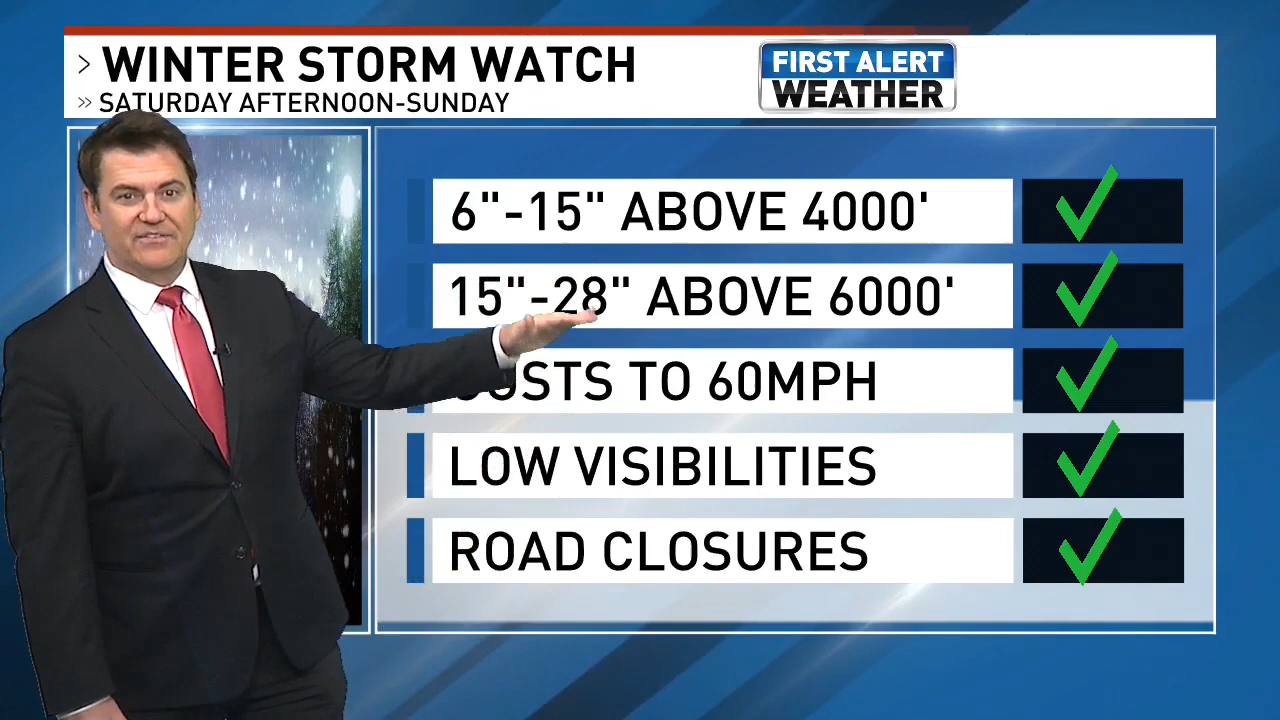 > WINTER STORM WATCH
» SATURDAY AFTERNOON-SUNDAY
FIRST ALERT
WEATHER
6"-15" ABOVE 4000'
15"-28" ABOVE 6000'
GUSTS TO 60MPH
LOW VISIBILITIES
ROAD CLOSURES